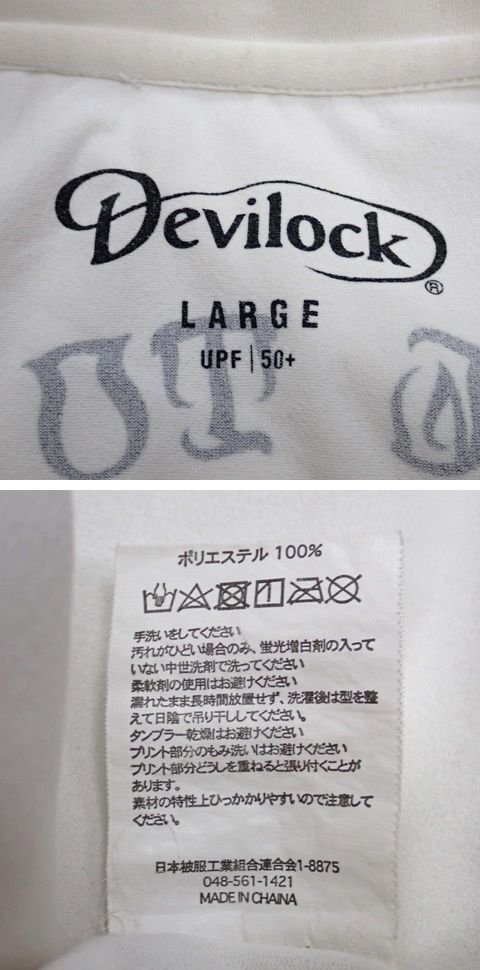 Devilock®
LARGE
UPF | 50+
ポリエステル 100%
手洗いをしてください
汚れがひどい場合のみ、蛍光増白剤の入って
いない中世洗剤で洗ってください
柔軟剤の使用はお避けください
濡れたまま長時間放置せず、洗濯後は型を整
えて日陰で吊り干ししてください。
タンブラー乾燥はお避けください
プリント部分のもみ洗いはお避けください
プリント部分どうしを重ねると張り付くことが
あります。
素材の特性上ひっかかりやすいので注意して
ください。
日本被服工業組合連合会1-8875
048-561-1421
MADE IN CHAINA